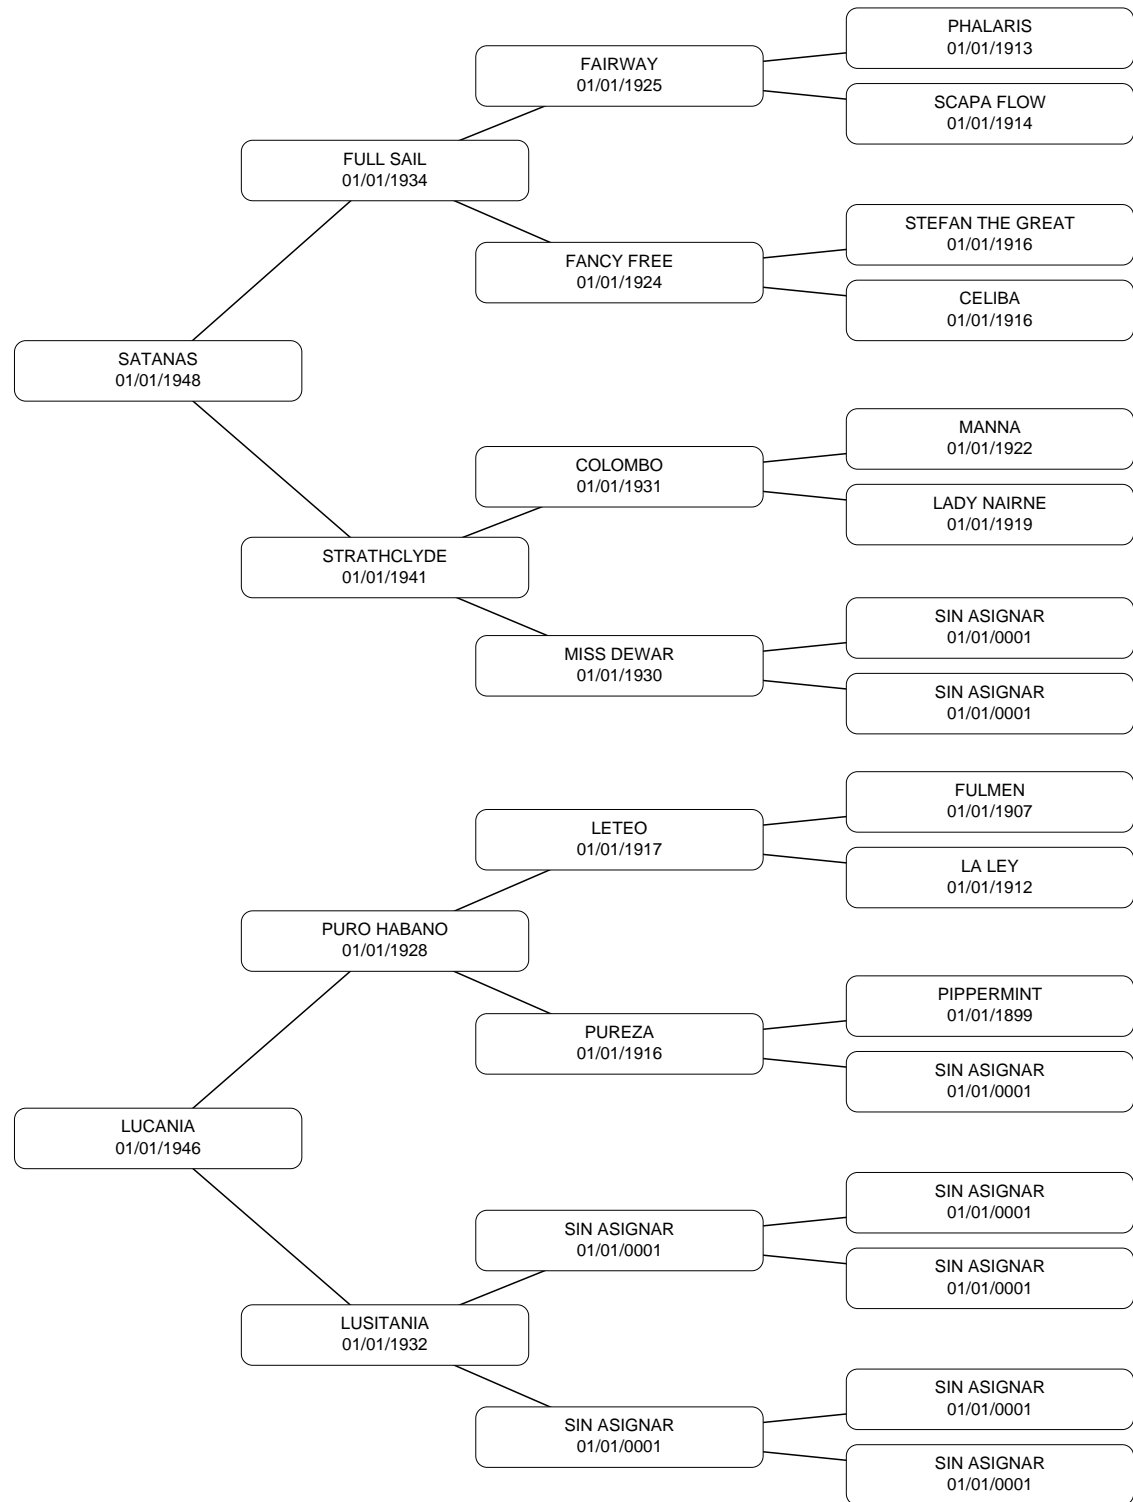 PHALARIS
01/01/1913
FAIRWAY
01/01/1925
SCAPA FLOW
01/01/1914
FULL SAIL
01/01/1934
STEFAN THE GREAT
01/01/1916
FANCY FREE
01/01/1924
CELIBA
01/01/1916
SATANAS
01/01/1948
MANNA
01/01/1922
COLOMBO
01/01/1931
LADY NAIRNE
01/01/1919
STRATHCLYDE
01/01/1941
SIN ASIGNAR
01/01/0001
MISS DEWAR
01/01/1930
SIN ASIGNAR
01/01/0001
FULMEN
01/01/1907
LETEO
01/01/1917
LA LEY
01/01/1912
PURO HABANO
01/01/1928
PIPPERMINT
01/01/1899
PUREZA
01/01/1916
SIN ASIGNAR
01/01/0001
LUCANIA
01/01/1946
SIN ASIGNAR
01/01/0001
SIN ASIGNAR
01/01/0001
SIN ASIGNAR
01/01/0001
LUSITANIA
01/01/1932
SIN ASIGNAR
01/01/0001
SIN ASIGNAR
01/01/0001
SIN ASIGNAR
01/01/0001